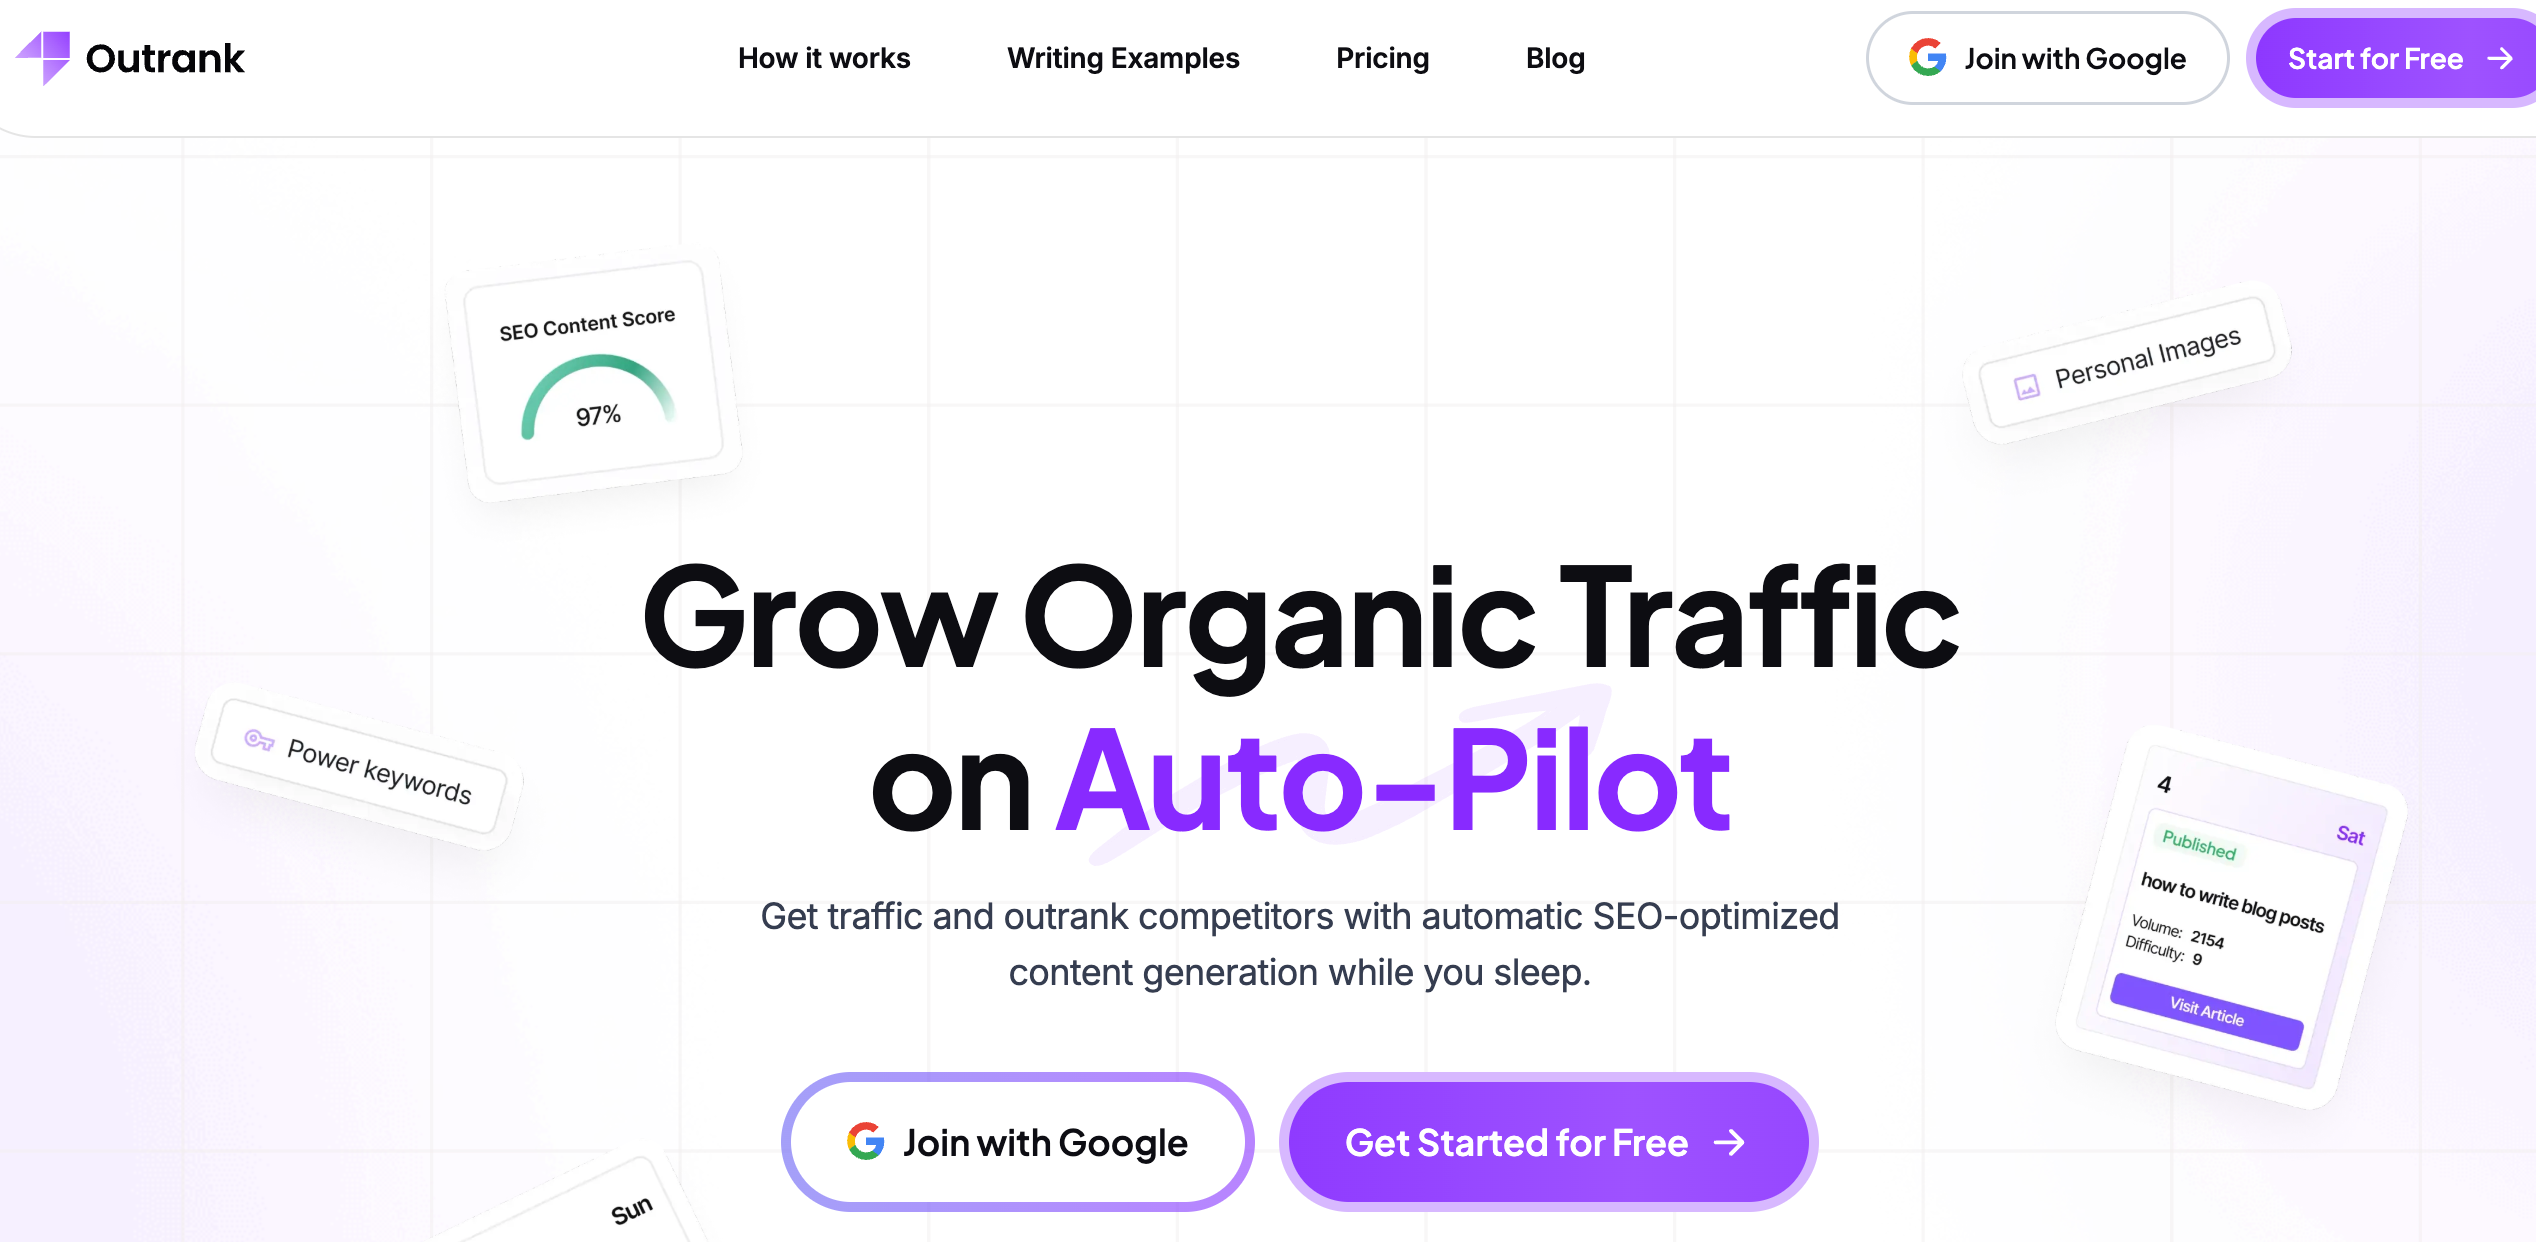 Outrank
How it works
Writing Examples
Pricing
Blog
Join with Google
Start for Free →
SEO Content Score
97%
Personal Images
Grow Organic Traffic
on Auto-Pilot
Power keywords
4
Sat
Published
how to write blog posts
Volume: 2154
Difficulty: 9
Visit Article
Get traffic and outrank competitors with automatic SEO-optimized
content generation while you sleep.
Join with Google
Get Started for Free →
Sun